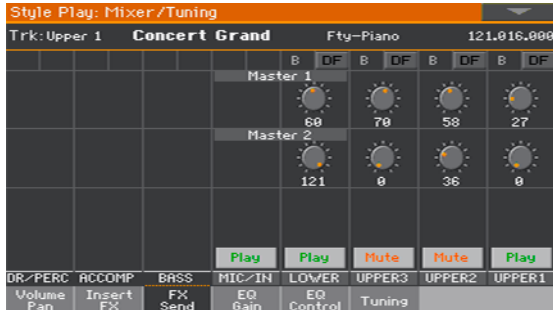 Style Play: Mixer/Tuning
Trk: Upper 1 Concert Grand Fty-Piano 121.016.000
B DF B DF B DF B DF
Master 1
60 70 58 27
Master 2
121 0 36 0
Play Play Mute Mute Play
DR/PERC ACCOMP BASS MIC/IN LOWER UPPER3 UPPER2 UPPER1
Volume Pan Insert FX FX Send EQ Gain EQ Control Tuning